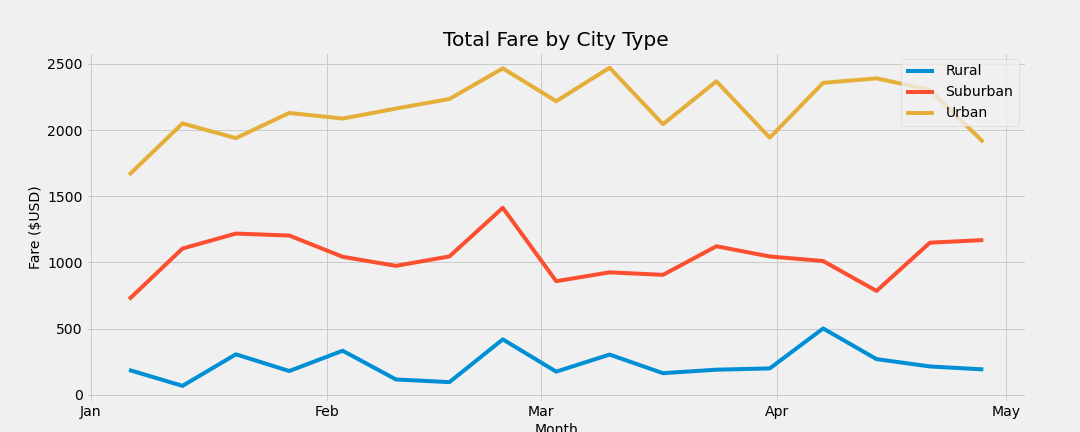 Total Fare by City Type
Rural
Suburban
Urban
Fare ($USD)
2500
2000
1500
1000
500
0
Jan
Feb
Mar
Apr
May
Month